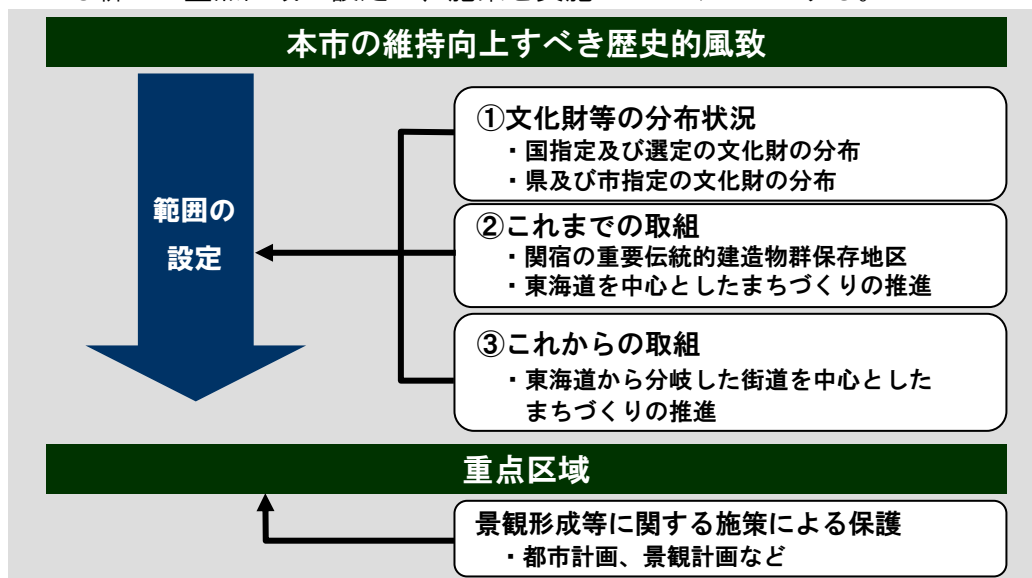 本市の維持向上すべき歴史的風致
範囲の
設定
①文化財等の分布状況
・国指定及び選定の文化財の分布
・県及び市指定の文化財の分布
②これまでの取組
・関宿の重要伝統的建造物群保存地区
・東海道を中心としたまちづくりの推進
③これからの取組
・東海道から分岐した街道を中心とした
まちづくりの推進
重点区域
景観形成等に関する施策による保護
・都市計画、景観計画など